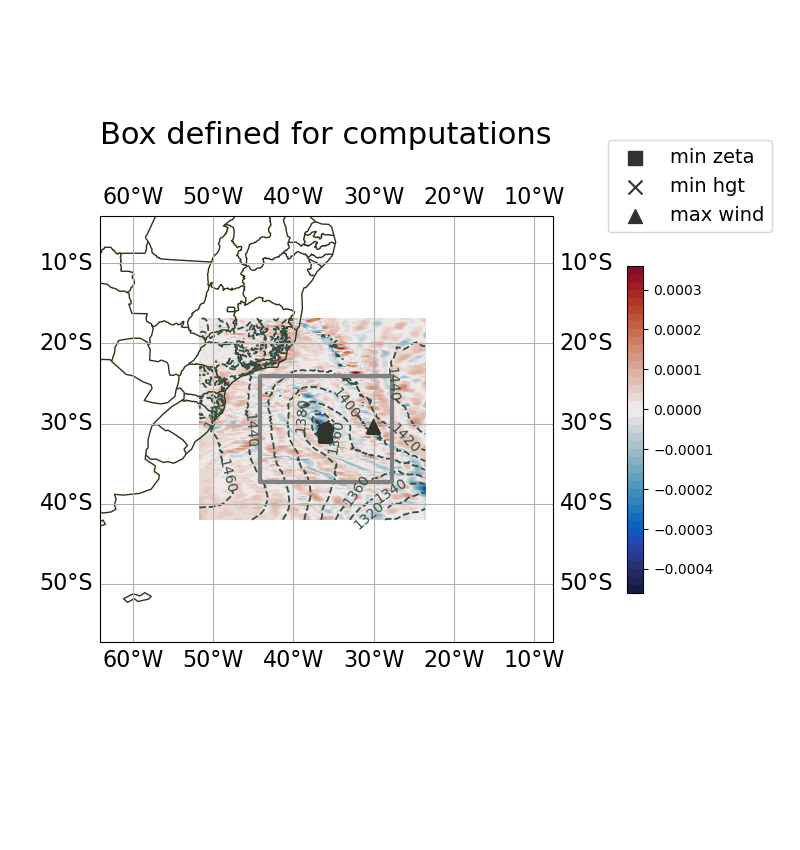 Box defined for computations
min zeta
min hgt
max wind
60°W 50°W 40°W 30°W 20°W 10°W
10°S 10°S
20°S 20°S
30°S 30°S
40°S 40°S
50°S 50°S
60°W 50°W 40°W 30°W 20°W 10°W
1440
1400
1380
1440
1360
1420
1460
1360
1340
1320
0.0003
0.0002
0.0001
0.0000
−0.0001
−0.0002
−0.0003
−0.0004